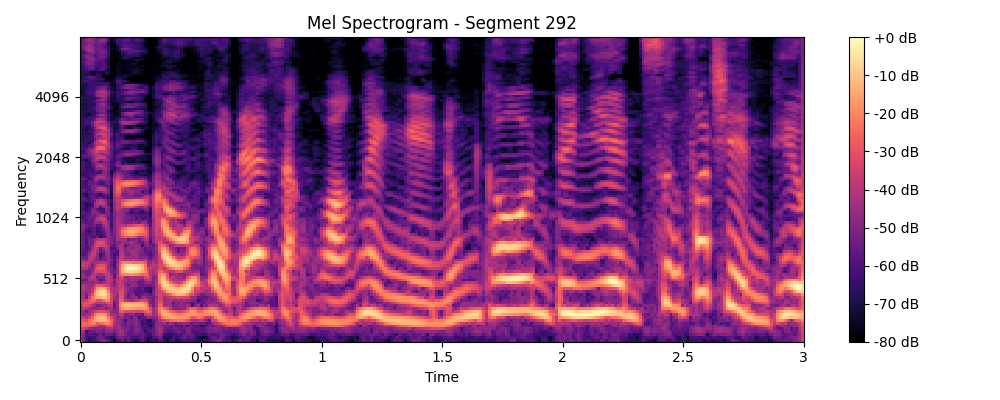 Mel Spectrogram - Segment 292
Frequency
4096
2048
1024
512
0
0
0.5
1
1.5
2
2.5
3
Time
+0 dB
-10 dB
-20 dB
-30 dB
-40 dB
-50 dB
-60 dB
-70 dB
-80 dB